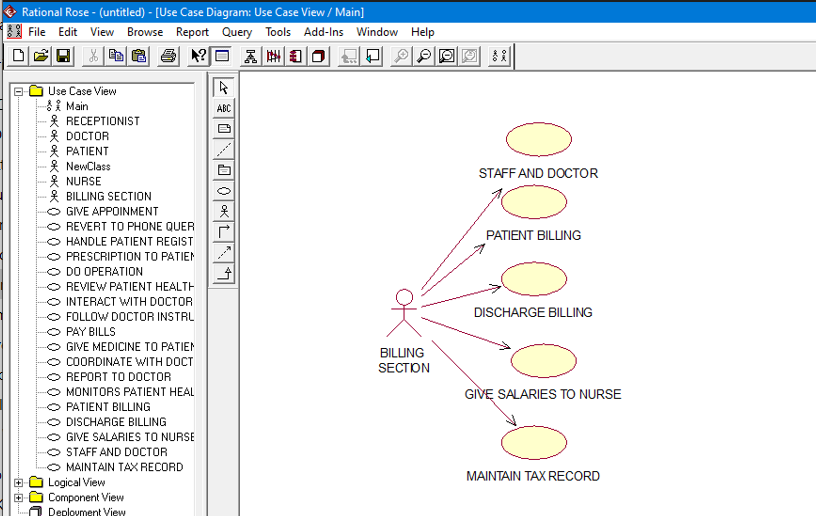 Rational Rose - (untitled) - [Use Case Diagram: Use Case View / Main]
File Edit View Browse Report Query Tools Add-Ins Window Help
Use Case View
Main
RECEPTIONIST
DOCTOR
PATIENT
NewClass
NURSE
BILLING SECTION
GIVE APPOINMENT
REVERT TO PHONE QUER
HANDLE PATIENT REGIST
PRESCRIPTION TO PATIEN
DO OPERATION
REVIEW PATIENT HEALTH
INTERACT WITH DOCTOR
FOLLOW DOCTOR INSTRU
PAY BILLS
GIVE MEDICINE TO PATIEN
COORDINATE WITH DOCT
REPORT TO DOCTOR
MONITORS PATIENT HEAL
PATIENT BILLING
DISCHARGE BILLING
GIVE SALARIES TO NURSE
STAFF AND DOCTOR
MAINTAIN TAX RECORD
Logical View
Component View
Deployment View
ABC
STAFF AND DOCTOR
PATIENT BILLING
DISCHARGE BILLING
BILLING
SECTION
GIVE SALARIES TO NURSE
MAINTAIN TAX RECORD